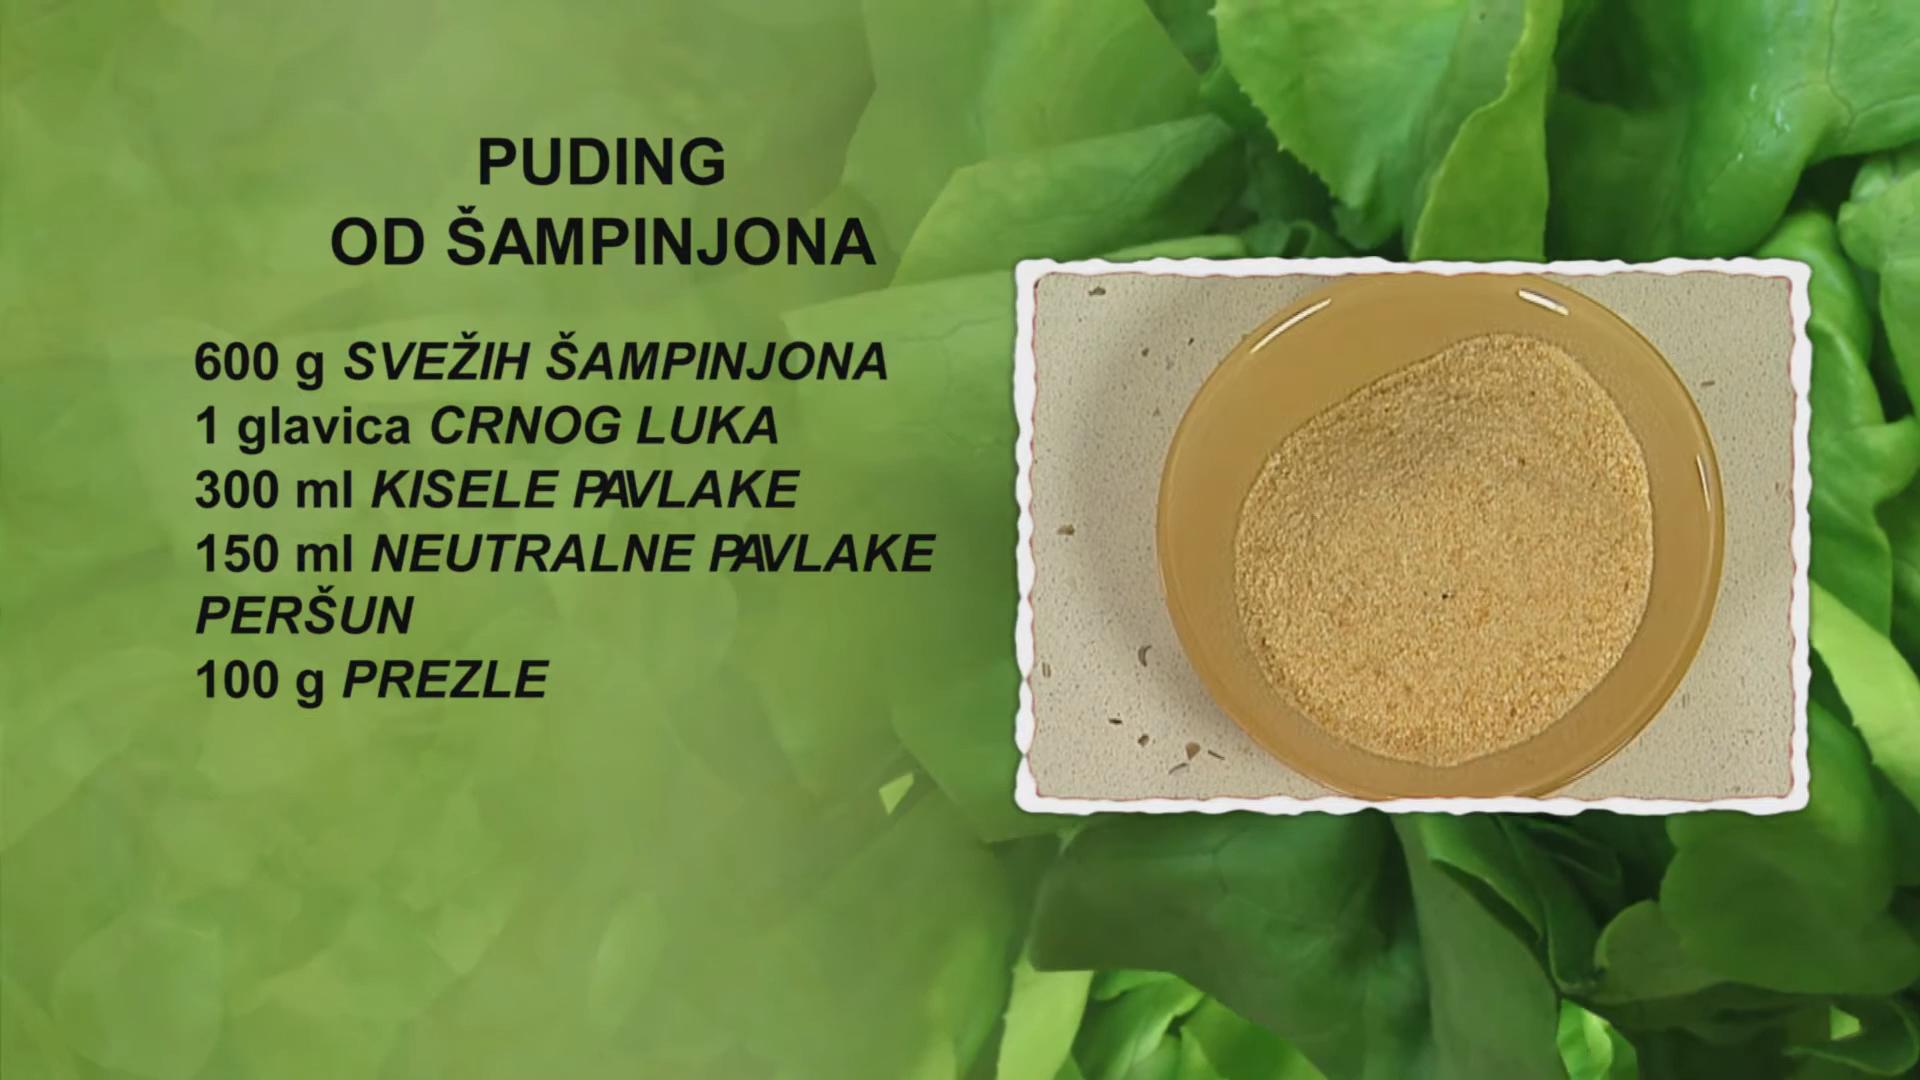 PUDING
OD ŠAMPINJONA
600 g SVEŽIH ŠAMPINJONA
1 glavica CRNOG LUKA
300 ml KISELE PAVLAKE
150 ml NEUTRALNE PAVLAKE
PERŠUN
100 g PREZLE